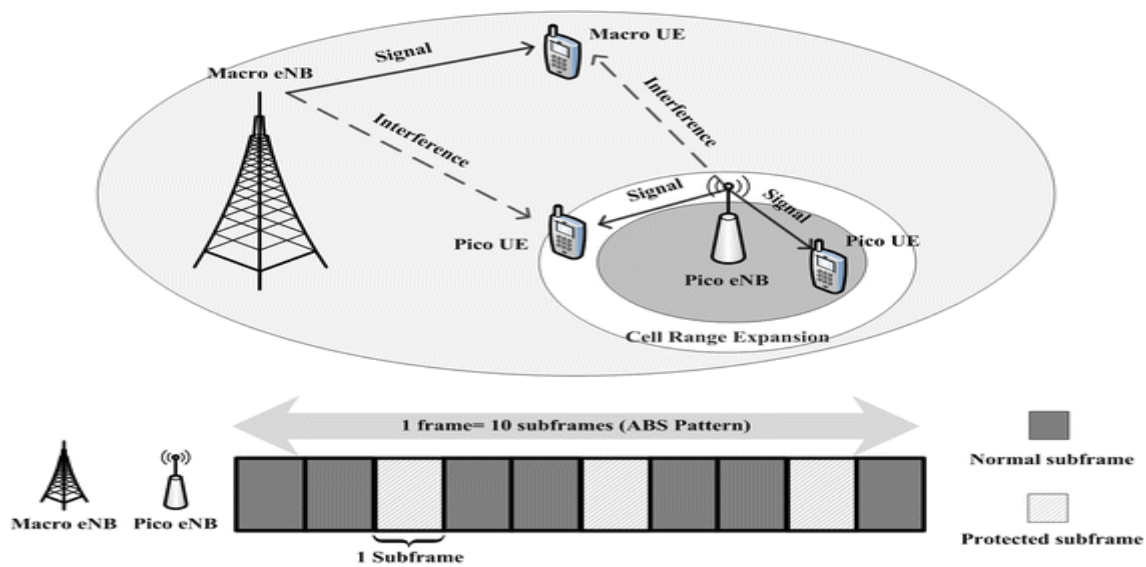 Macro UE
Signal
Macro eNB
Interference
Interference
Signal
Signal
Pico UE
Pico UE
Pico eNB
Cell Range Expansion
1 frame= 10 subframes (ABS Pattern)
Normal subframe
Macro eNB
Pico eNB
Protected subframe
1 Subframe